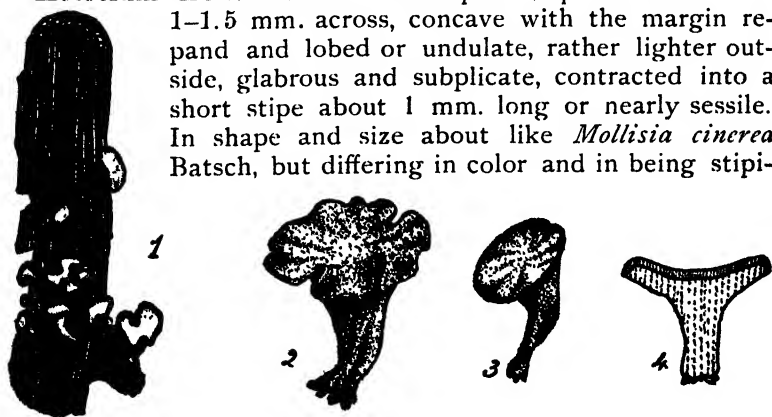 1–1.5 mm. across, concave with the margin re-
pand and lobed or undulate, rather lighter out-
side, glabrous and subplicate, contracted into a
short stipe about 1 mm. long or nearly sessile.
In shape and size about like Mollisia cinerea
Batsch, but differing in color and in being stipi-
1
2
3
4